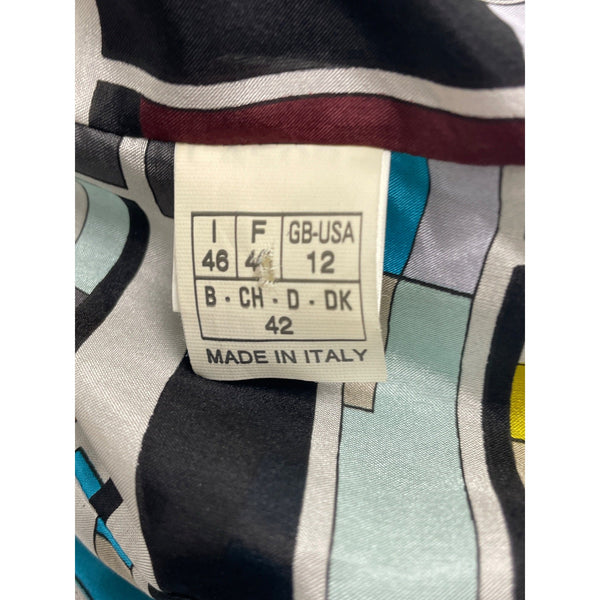 I F GB-USA
46 12
B · CH · D · DK
42
MADE IN ITALY